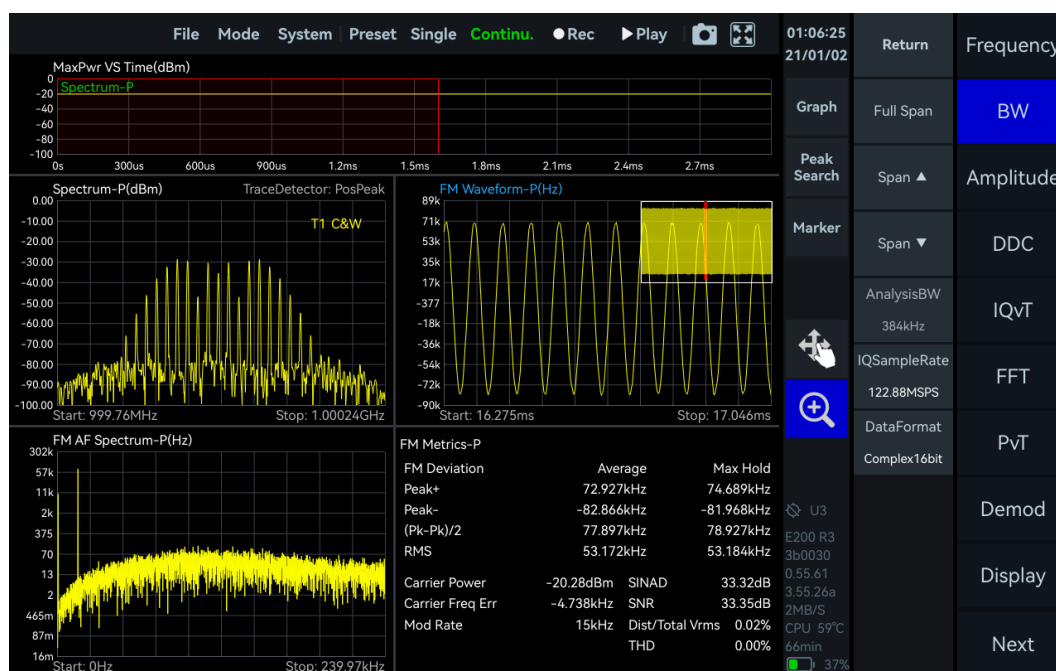 File Mode System Preset Single Continu. Rec Play
01:06:25
21/01/02
Return
Frequency
MaxPwr VS Time(dBm)
Spectrum-P
0
-20
-40
-60
-80
-100
0s 300us 600us 900us 1.2ms 1.5ms 1.8ms 2.1ms 2.4ms 2.7ms
Graph
Full Span
BW
Peak
Search
Span ▲
Amplitude
Marker
Span ▼
DDC
Spectrum-P(dBm) TraceDetector: PosPeak
T1 C&W
0.00
-10.00
-20.00
-30.00
-40.00
-50.00
-60.00
-70.00
-80.00
-90.00
-100.00
Start: 999.76MHz Stop: 1.00024GHz
FM Waveform-P(Hz)
89k
71k
53k
35k
17k
-377
-18k
-36k
-54k
-72k
-90k
Start: 16.275ms Stop: 17.046ms
AnalysisBW
384kHz
IQvT
IQSampleRate
122.88MSPS
FFT
DataFormat
Complex16bit
PvT
FM AF Spectrum-P(Hz)
302k
57k
11k
2k
375
70
13
2
465m
87m
16m
Start: 0Hz Stop: 239.97kHz
FM Metrics-P
FM Deviation Average Max Hold
Peak+ 72.927kHz 74.689kHz
Peak- -82.866kHz -81.968kHz
(Pk-Pk)/2 77.897kHz 78.927kHz
RMS 53.172kHz 53.184kHz
Carrier Power -20.28dBm SINAD 33.32dB
Carrier Freq Err -4.738kHz SNR 33.35dB
Mod Rate 15kHz Dist/Total Vrms 0.02%
THD 0.00%
U3
E200 R3
3b0030
0.55.61
3.55.26a
2MB/S
CPU 59℃
66min
37%
Demod
Display
Next